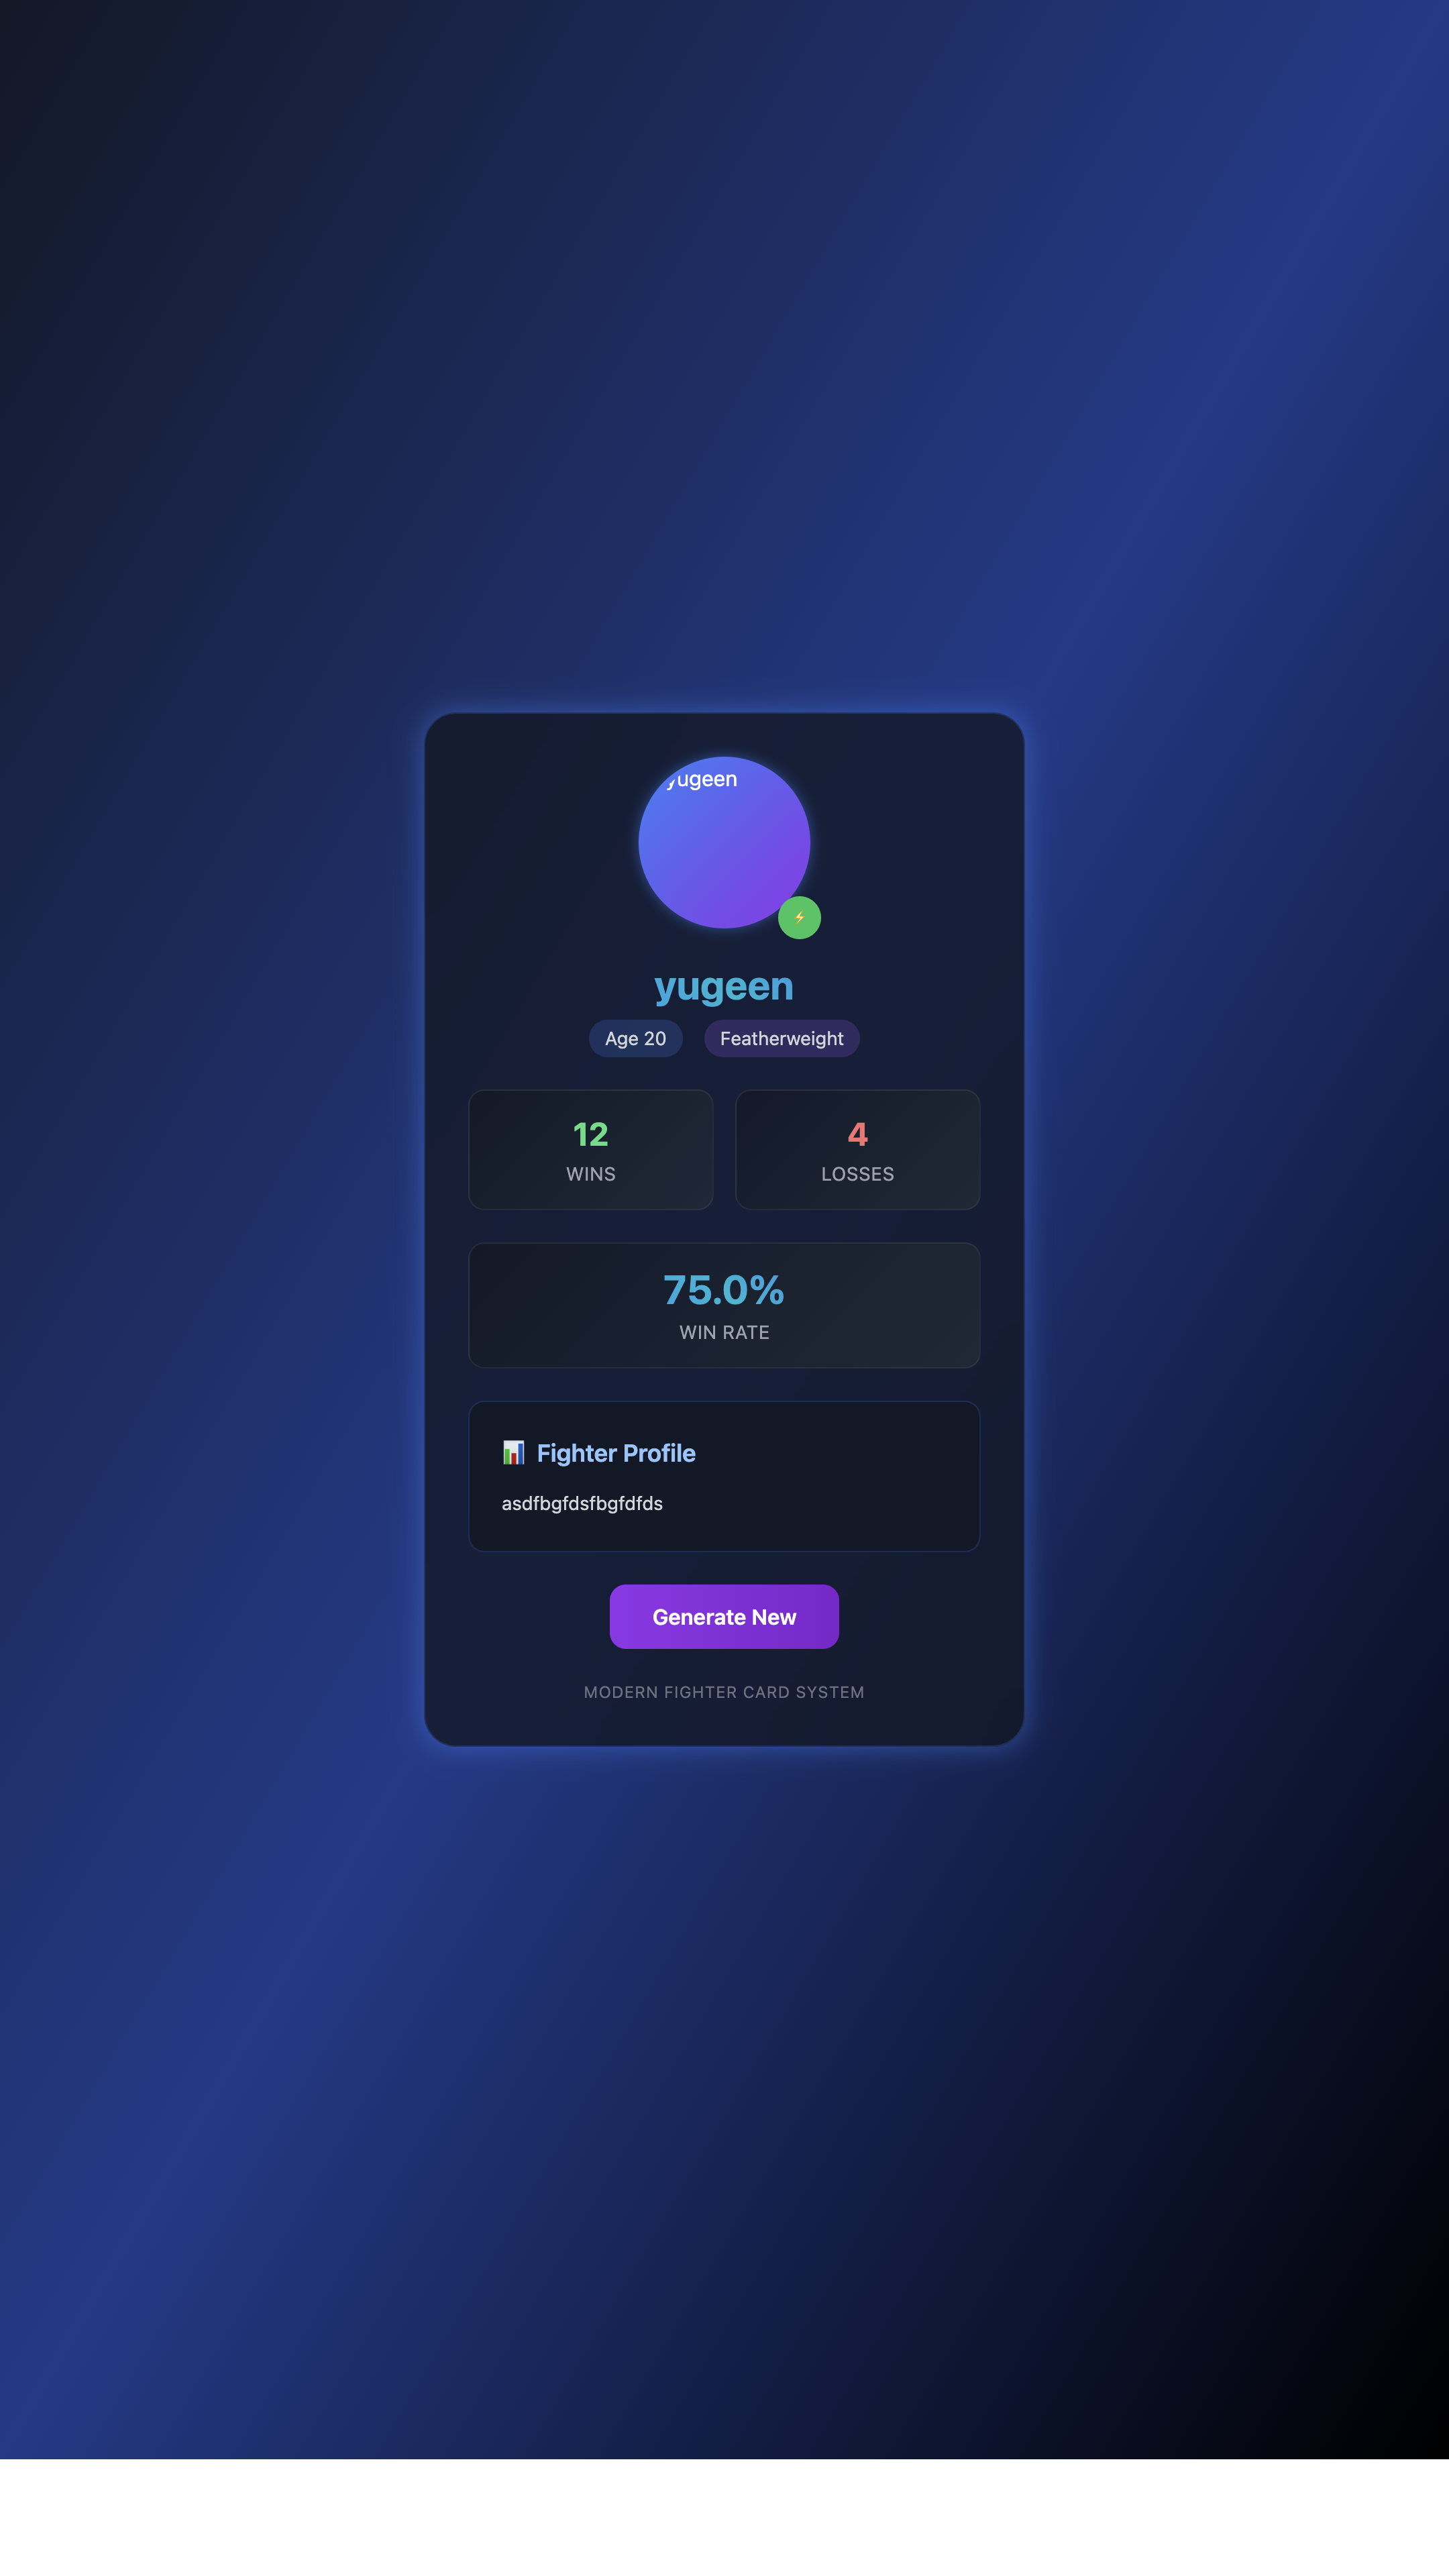 yugeen
yugeen
Age 20 Featherweight
12
WINS
4
LOSSES
75.0%
WIN RATE
📊 Fighter Profile
asdfbgfdsfbgfdfds
Generate New
MODERN FIGHTER CARD SYSTEM